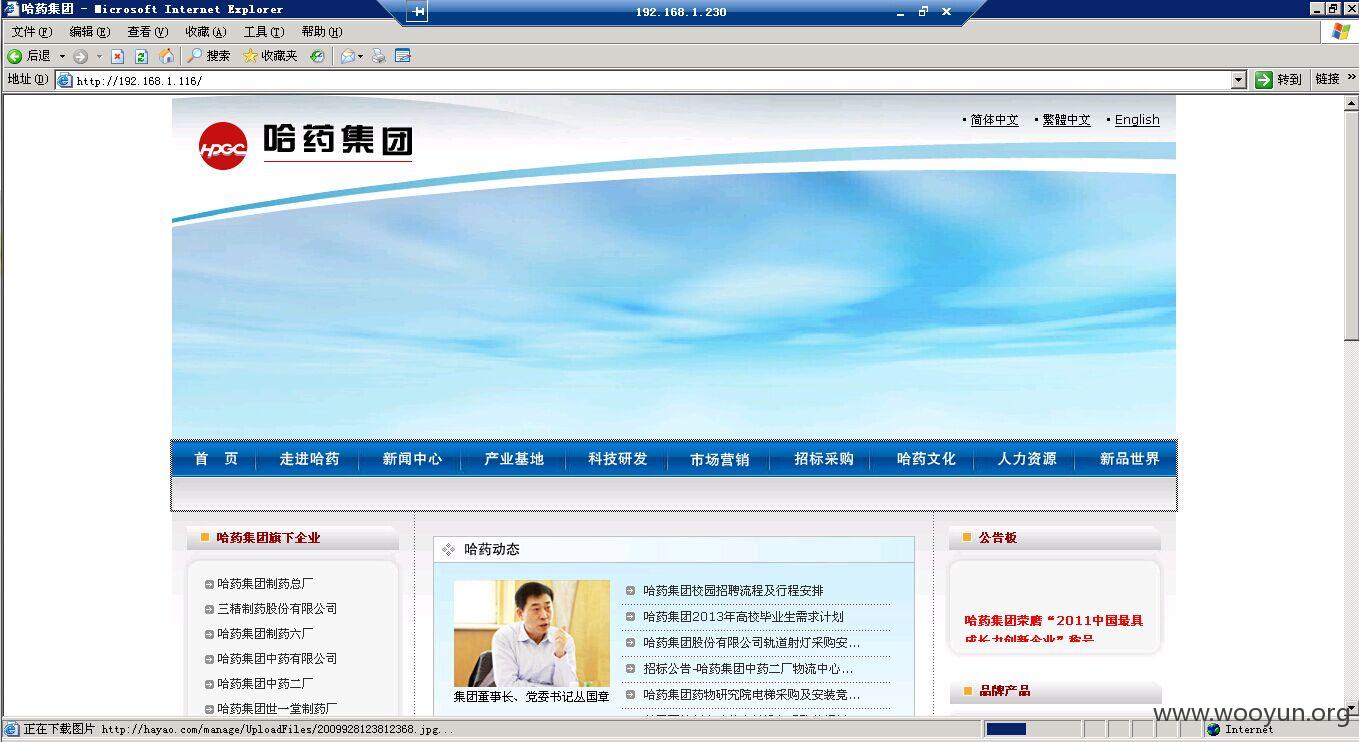 哈药集团 - Microsoft Internet Explorer
192.168.1.230
文件(F) 编辑(E) 查看(V) 收藏(A) 工具(T) 帮助(H)
后退 搜索 收藏夹
地址(D) http://192.168.1.116/ 转到 链接 »
• 简体中文 • 繁體中文 • English
HPGC 哈药集团
首 页 走进哈药 新闻中心 产业基地 科技研发 市场营销 招标采购 哈药文化 人力资源 新品世界
哈药集团旗下企业
哈药集团制药总厂
三精制药股份有限公司
哈药集团制药六厂
哈药集团中药有限公司
哈药集团中药二厂
哈药集团世一堂制药厂
哈药动态
集团董事长、党委书记丛国章
哈药集团校园招聘流程及行程安排
哈药集团2013年高校毕业生需求计划
哈药集团股份有限公司轨道射灯采购安...
招标公告-哈药集团中药二厂物流中心...
哈药集团药物研究院电梯采购及安装竞...
公告板
哈药集团荣膺“2011中国最具
成长力创新企业”称号
品牌产品
www.wooyun.org
正在下载图片 http://hayao.com/manage/UploadFiles/2009928123812368.jpg... Internet